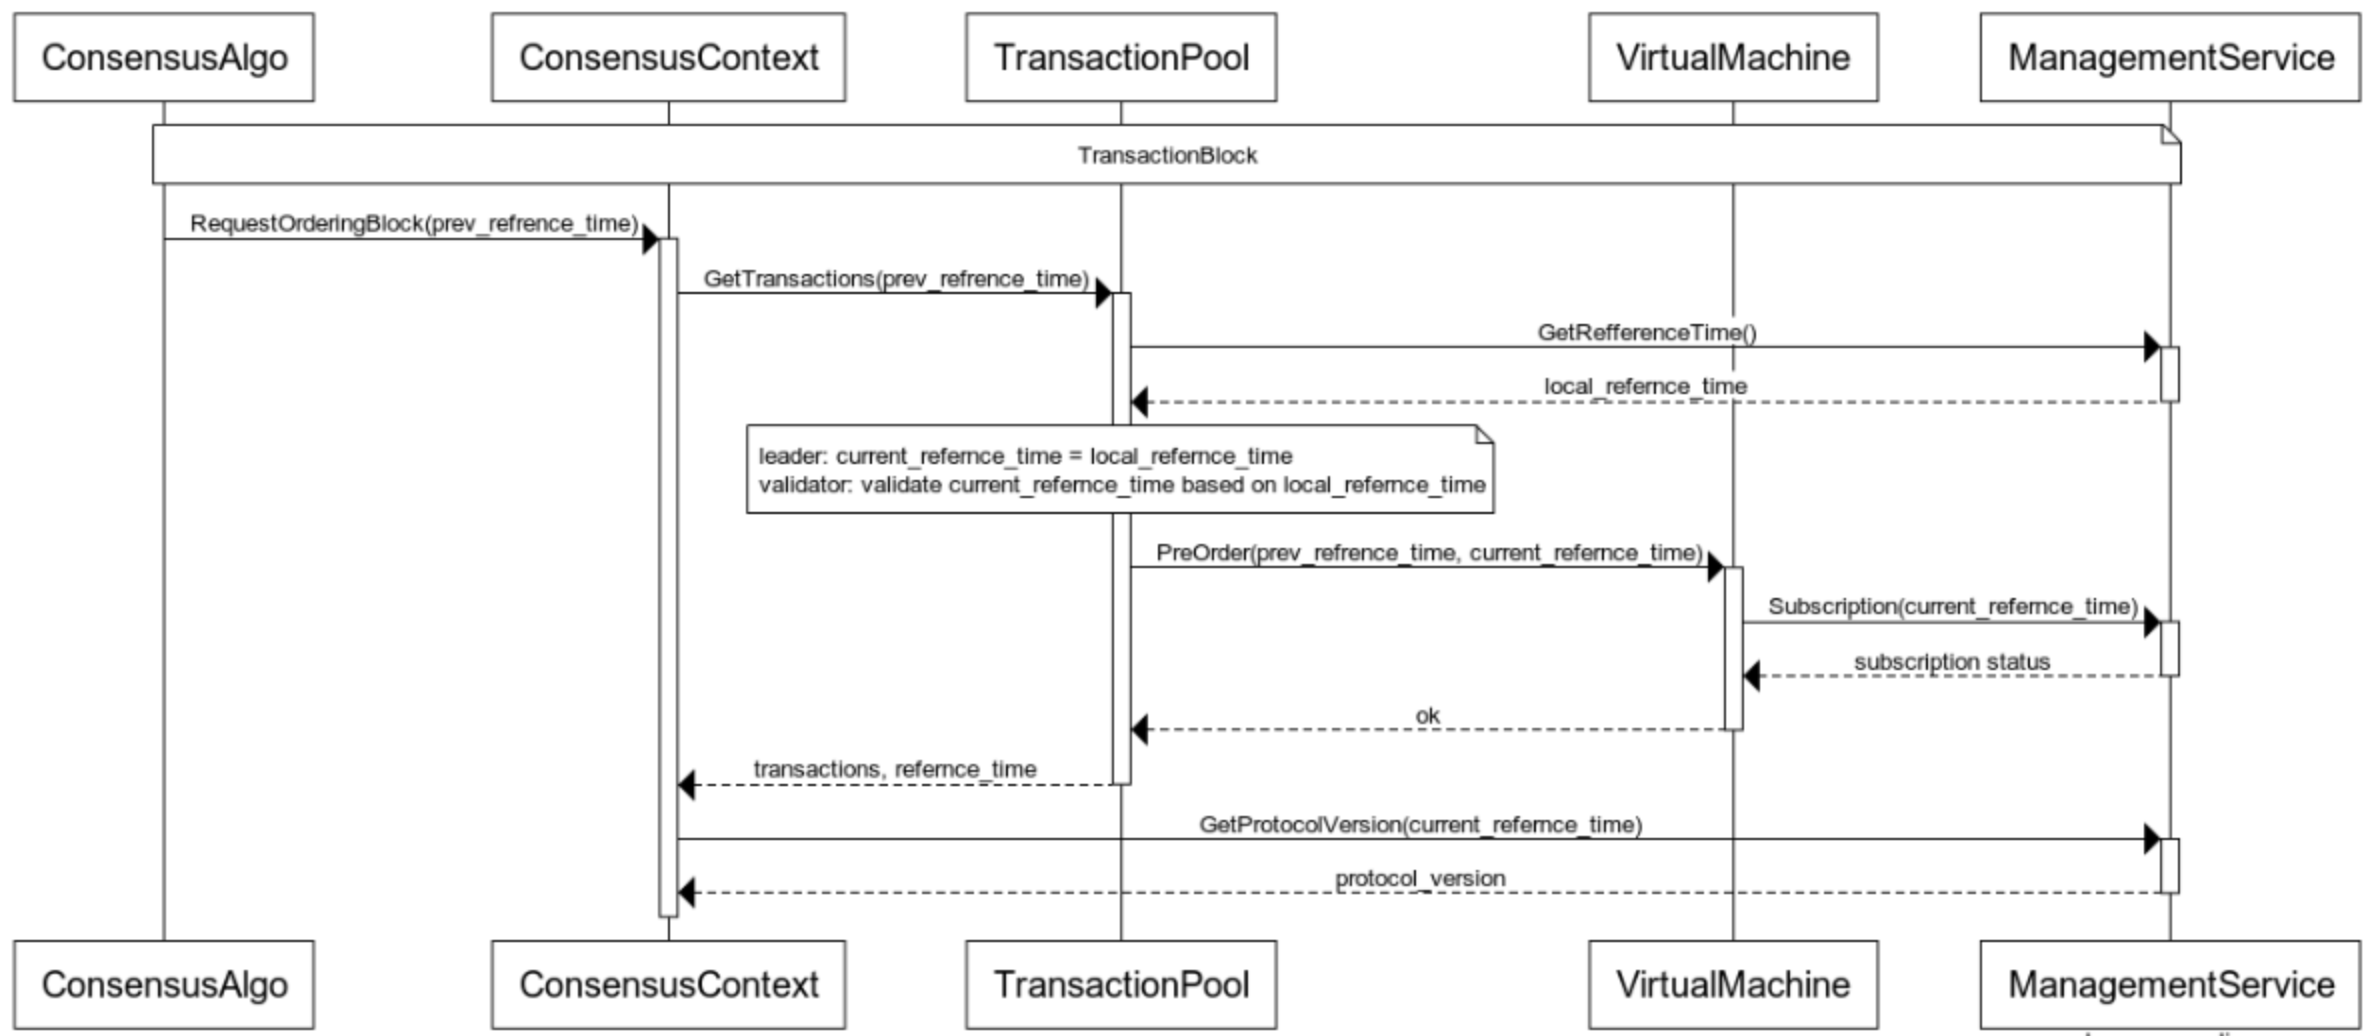 ConsensusAlgo
ConsensusContext
TransactionPool
VirtualMachine
ManagementService
TransactionBlock
RequestOrderingBlock(prev_refrence_time)
GetTransactions(prev_refrence_time)
GetRefferenceTime()
local_refernce_time
leader: current_refernce_time = local_refernce_time
validator: validate current_refernce_time based on local_refernce_time
PreOrder(prev_refrence_time, current_refernce_time)
Subscription(current_refernce_time)
subscription status
ok
transactions, refernce_time
GetProtocolVersion(current_refernce_time)
protocol_version
ConsensusAlgo
ConsensusContext
TransactionPool
VirtualMachine
ManagementService